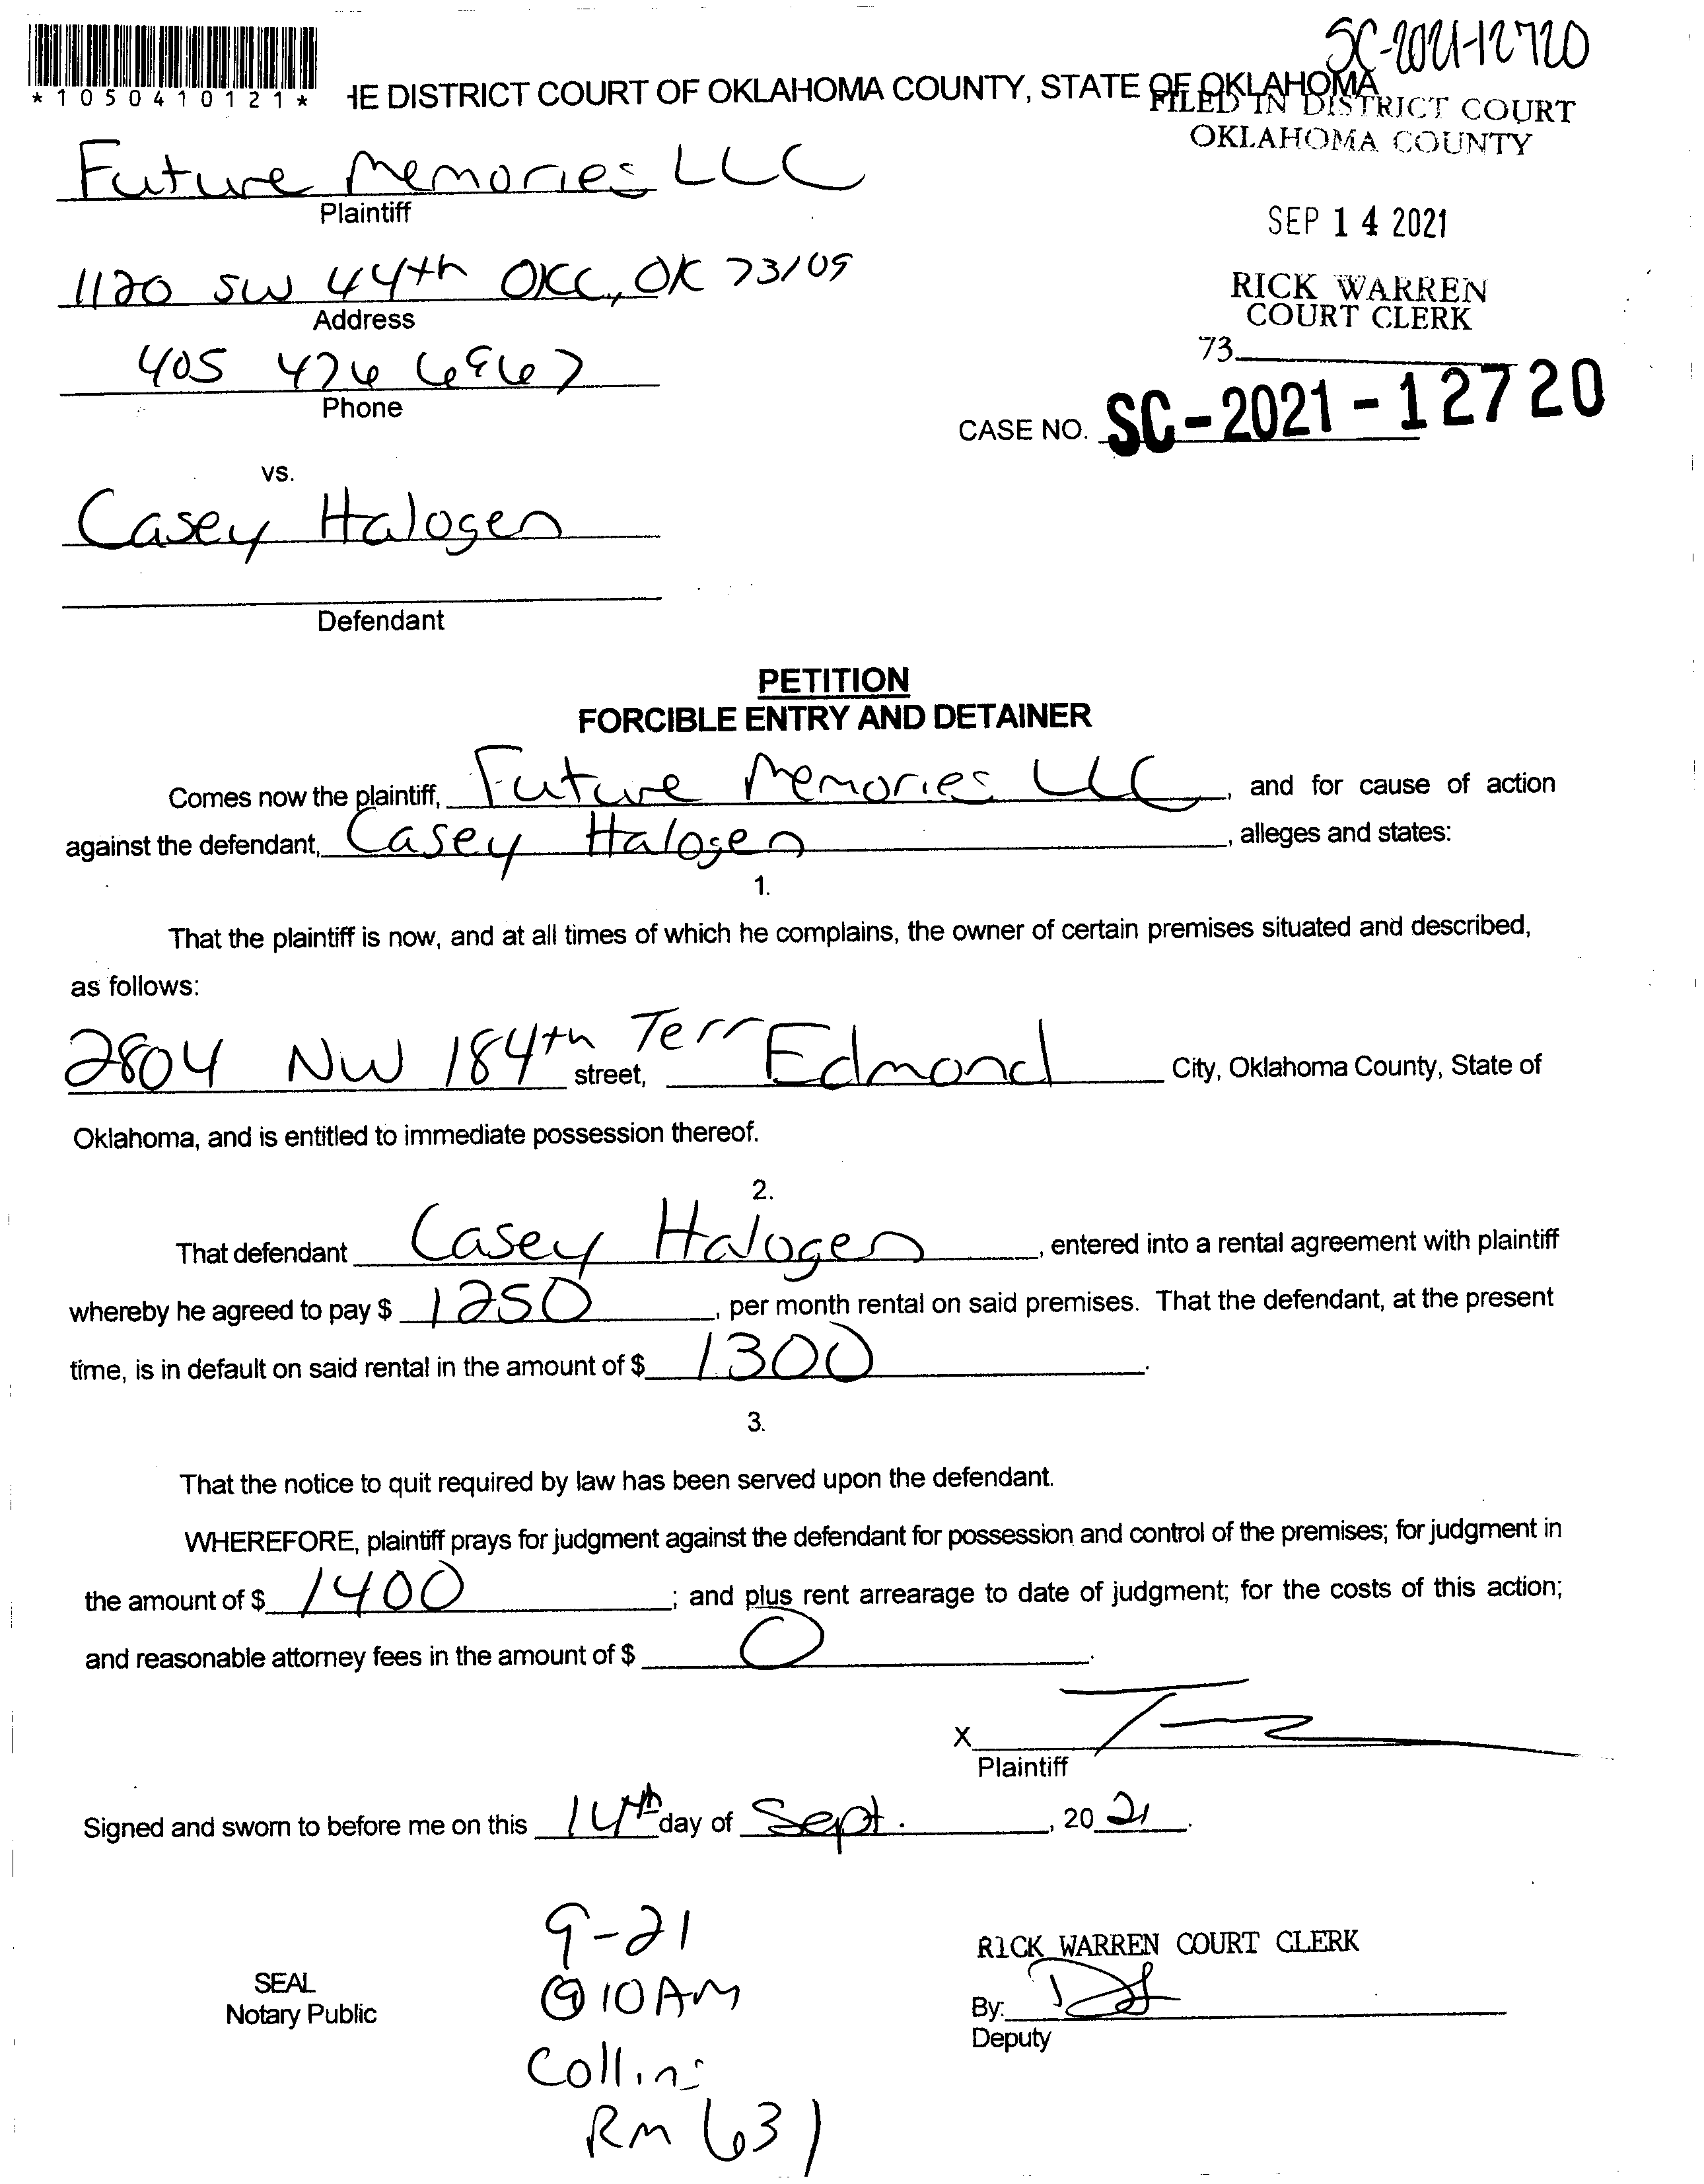 SC-2021-12720
*1050410121*
HE DISTRICT COURT OF OKLAHOMA COUNTY, STATE OF OKLAHOMA
FILED IN DISTRICT COURT
OKLAHOMA COUNTY
Future Memories LLC
Plaintiff
SEP 14 2021
1120 SW 44th OKC, OK 73109
Address
RICK WARREN
COURT CLERK
73
405 476 6967
Phone
CASE NO. SC-2021-12720
vs.
Casey Halogen
Defendant
PETITION
FORCIBLE ENTRY AND DETAINER
Comes now the plaintiff, Future Memories LLC, and for cause of action
against the defendant, Casey Halogen, alleges and states:
1.
That the plaintiff is now, and at all times of which he complains, the owner of certain premises situated and described,
as follows:
2804 NW 184th Terr street, Edmond City, Oklahoma County, State of
Oklahoma, and is entitled to immediate possession thereof.
2.
That defendant Casey Halogen, entered into a rental agreement with plaintiff
whereby he agreed to pay $ 1250, per month rental on said premises. That the defendant, at the present
time, is in default on said rental in the amount of $ 1300.
3.
That the notice to quit required by law has been served upon the defendant.
WHEREFORE, plaintiff prays for judgment against the defendant for possession and control of the premises; for judgment in
the amount of $ 1400; and plus rent arrearage to date of judgment; for the costs of this action;
and reasonable attorney fees in the amount of $ 0.
X
Plaintiff
Signed and sworn to before me on this 14th day of Sept., 20 21.
9-21
@ 10 AM
Collins
Rm 631
SEAL
Notary Public
RICK WARREN COURT CLERK
By:
Deputy